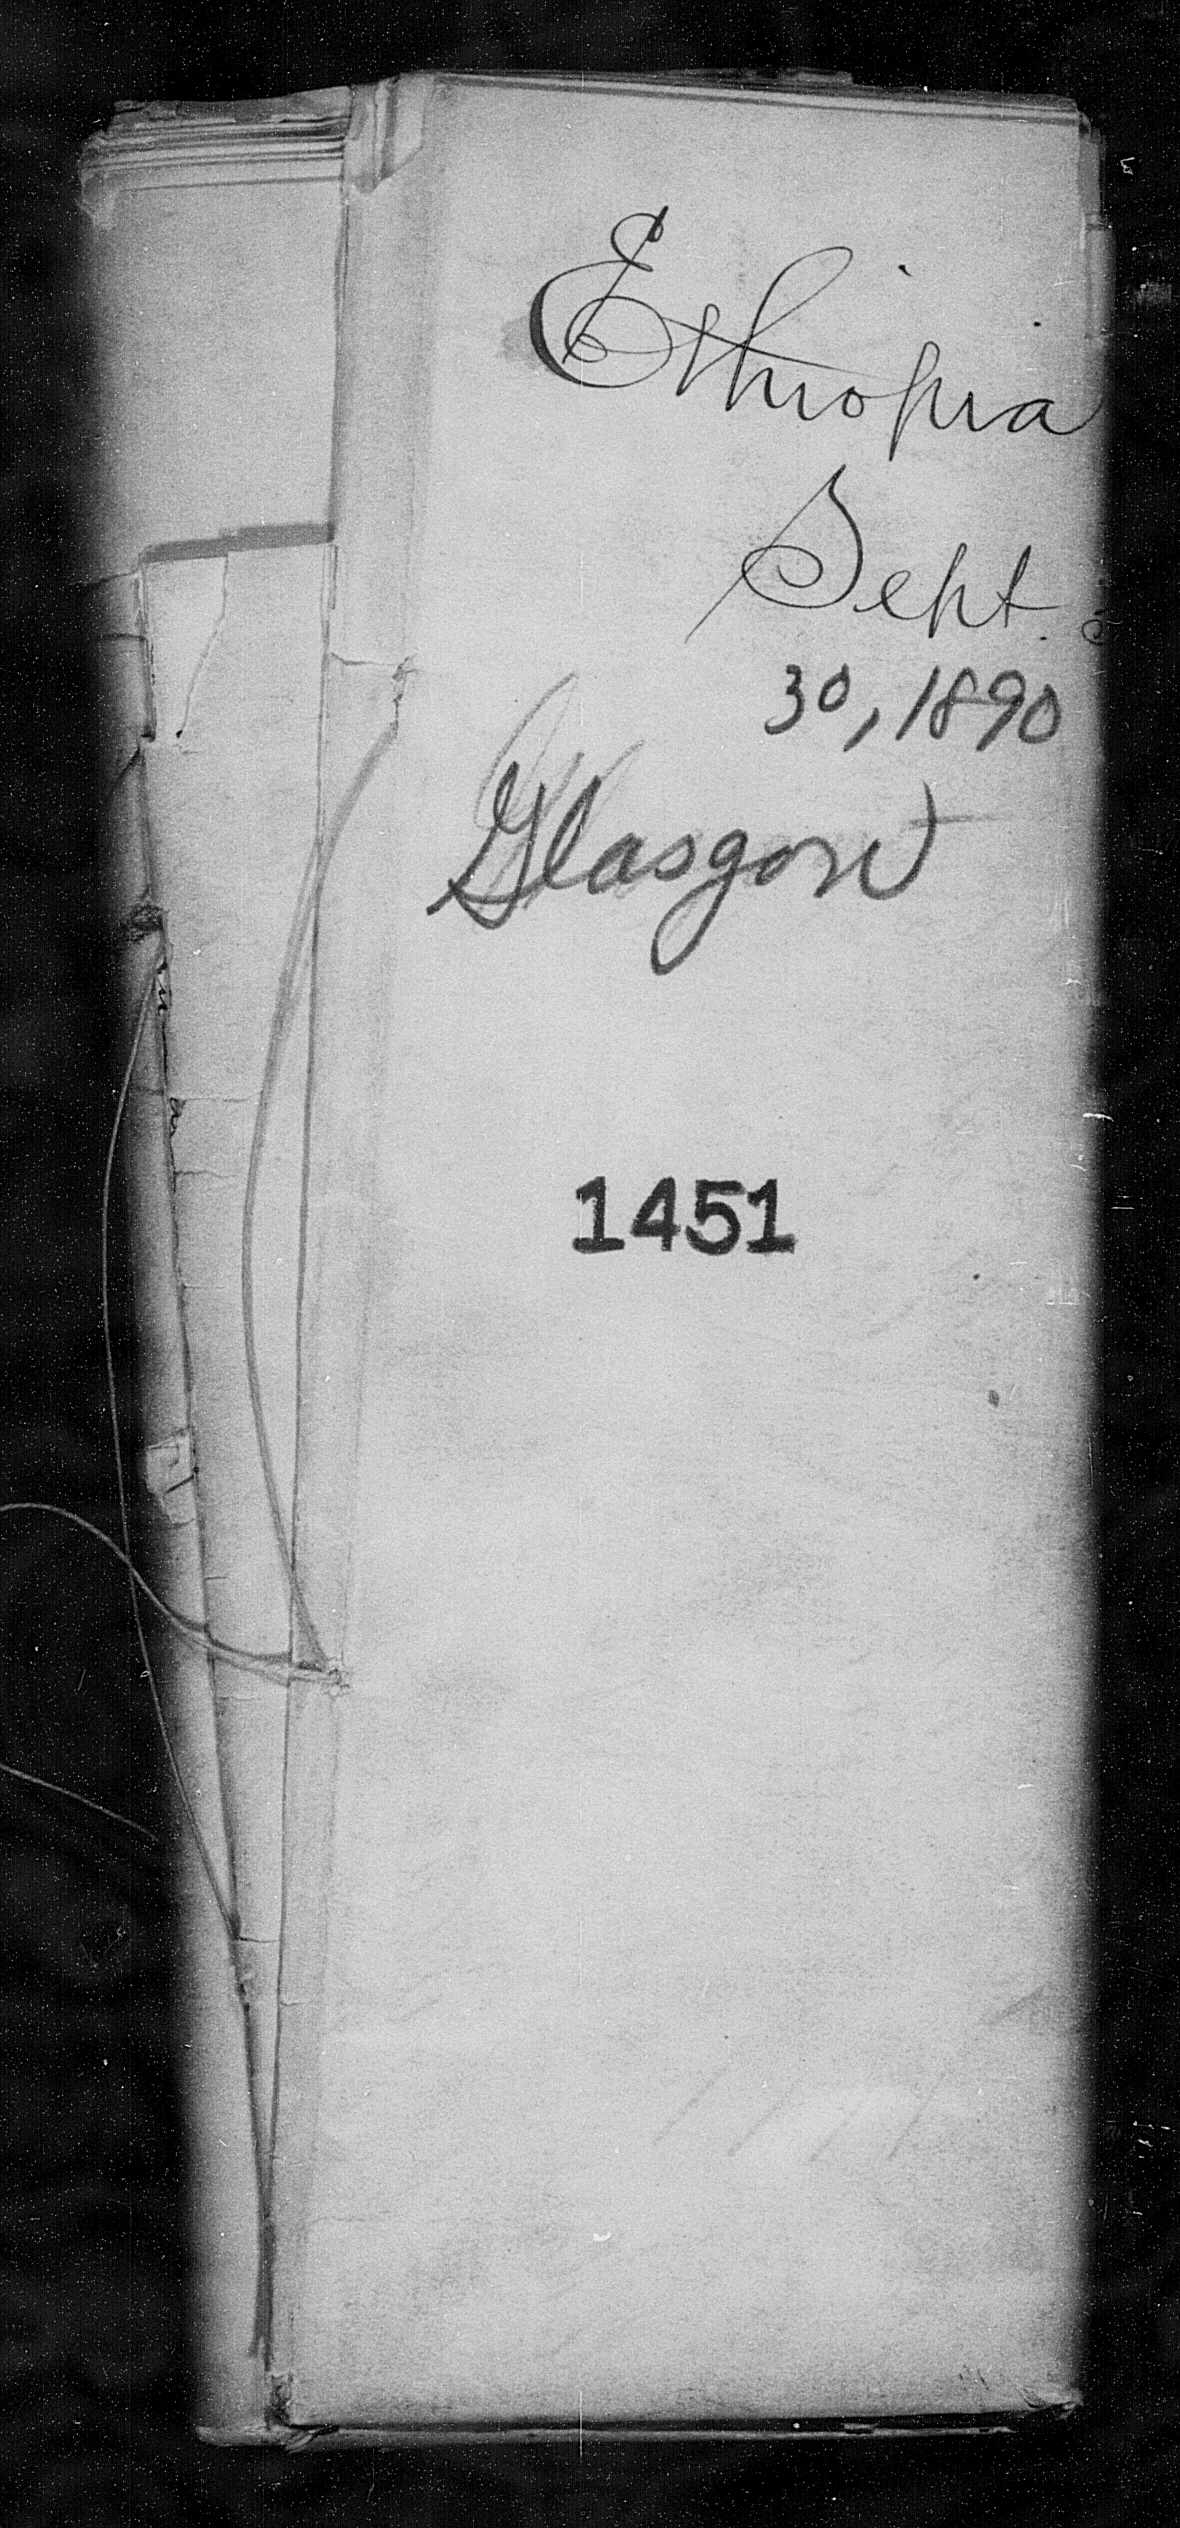 Ethiopia
Sept.
30, 1890
Glasgow
1451